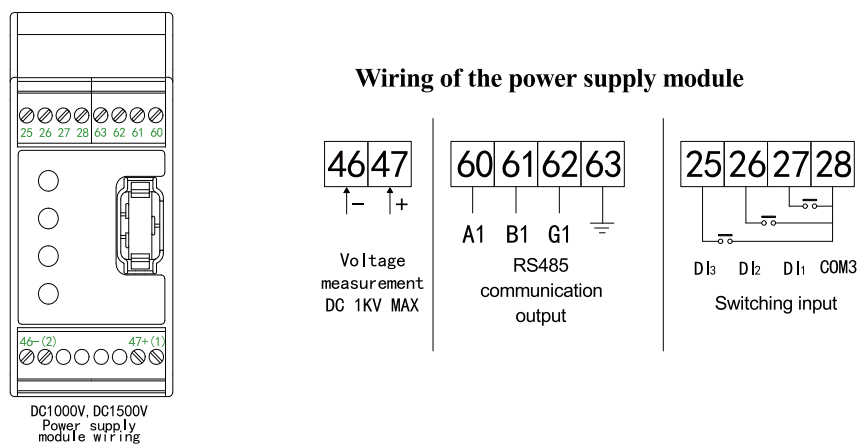 Wiring of the power supply module
25 26 27 28 63 62 61 60
46-(2) 47+(1)
DC1000V, DC1500V
Power supply
module wiring
46 47
- +
Voltage
measurement
DC 1KV MAX
60 61 62 63
A1 B1 G1
RS485
communication
output
25 26 27 28
DI3 DI2 DI1 COM3
Switching input